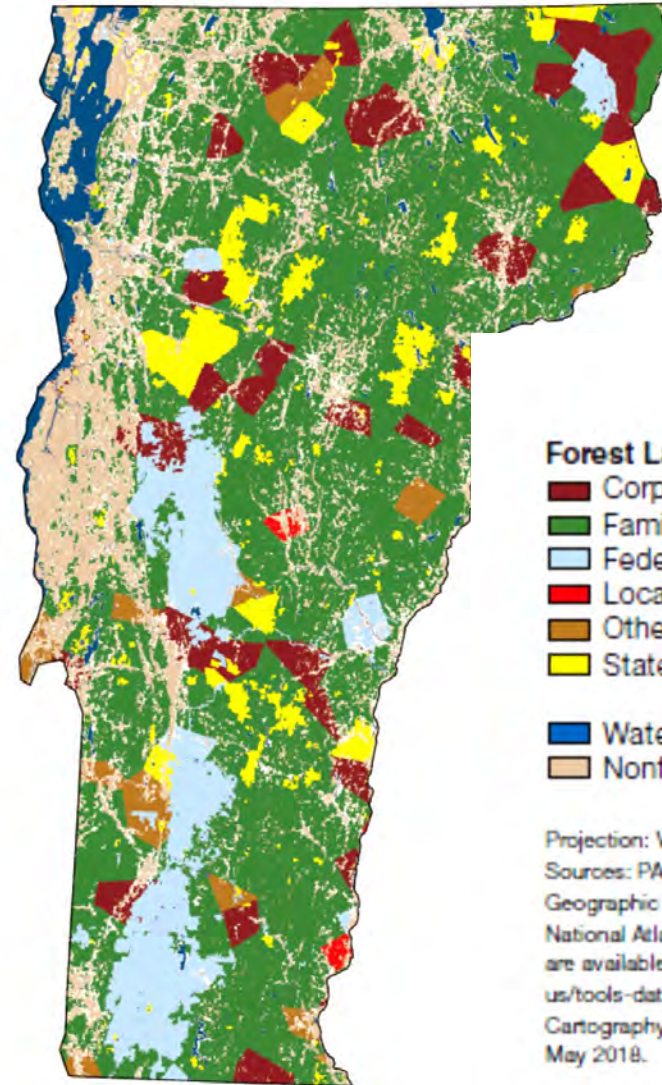 Forest La
Corp
Fami
Fede
Loca
Othe
State
Wate
Nonf
Projection: V
Sources: PA
Geographic
National Atla
are available
us/tools-dat
Cartography
May 2018.